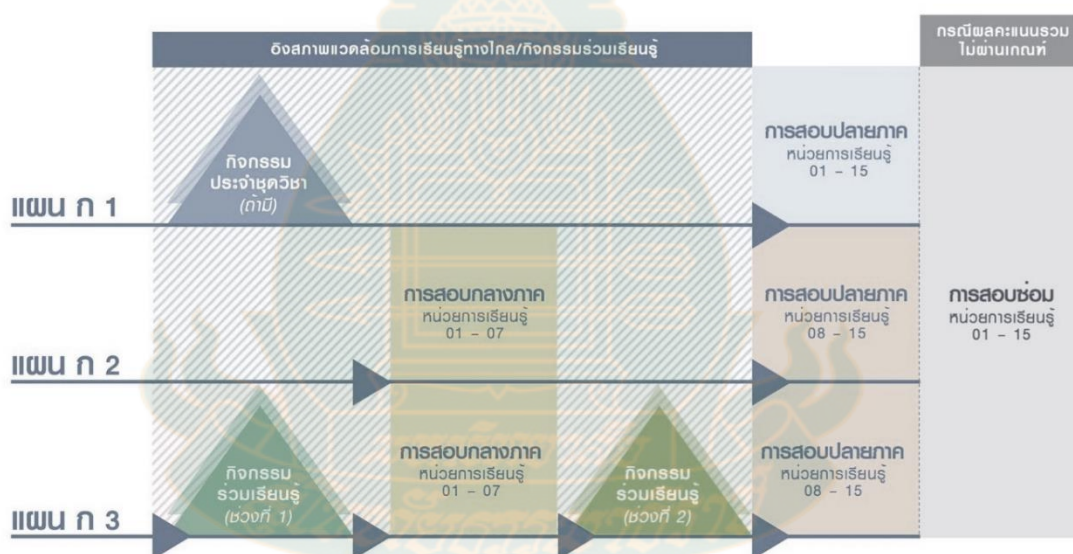 อิงสภาพแวดล้อมการเรียนรู้ทางไกล/กิจกรรมร่วมเรียนรู้
กรณีผลคะแนนรวม
ไม่ผ่านเกณฑ์
แผน ก 1
กิจกรรม
ประจำชุดวิชา
(ถ้ามี)
การสอบปลายภาค
หน่วยการเรียนรู้
01 - 15
แผน ก 2
การสอบกลางภาค
หน่วยการเรียนรู้
01 - 07
การสอบปลายภาค
หน่วยการเรียนรู้
08 - 15
การสอบซ่อม
หน่วยการเรียนรู้
01 - 15
แผน ก 3
กิจกรรม
ร่วมเรียนรู้
(ช่วงที่ 1)
การสอบกลางภาค
หน่วยการเรียนรู้
01 - 07
กิจกรรม
ร่วมเรียนรู้
(ช่วงที่ 2)
การสอบปลายภาค
หน่วยการเรียนรู้
08 - 15